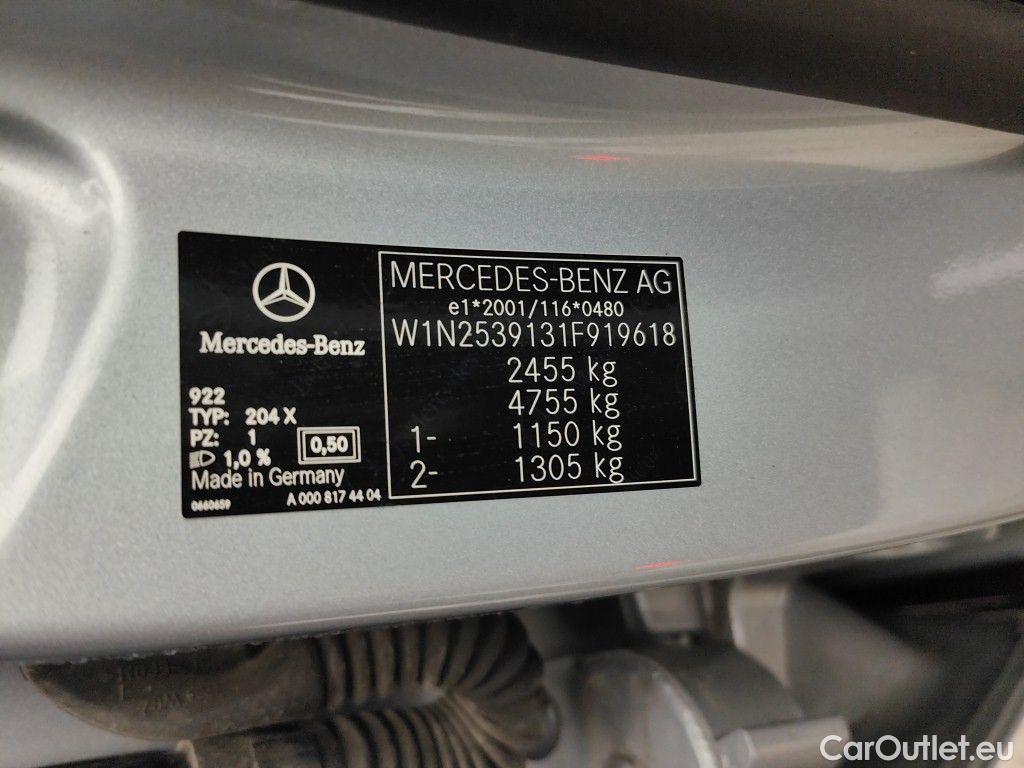 Mercedes-Benz
922
TYP: 204 X
PZ: 1
0,50
1,0 %
Made in Germany
0660659
A 000 817 44 04
MERCEDES-BENZ AG
e1*2001/116*0480
W1N2539131F919618
2455 kg
4755 kg
1- 1150 kg
2- 1305 kg
CarOutlet.eu